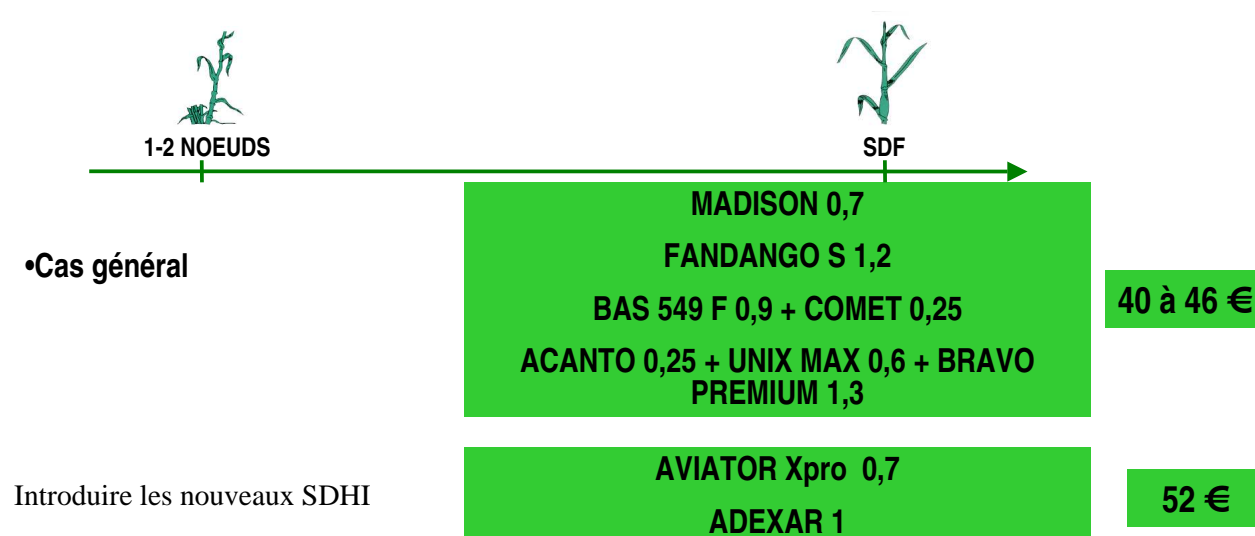 1-2 NOEUDS
SDF
MADISON 0,7
•Cas général
FANDANGO S 1,2
BAS 549 F 0,9 + COMET 0,25
40 à 46 €
ACANTO 0,25 + UNIX MAX 0,6 + BRAVO
PREMIUM 1,3
AVIATOR Xpro 0,7
Introduire les nouveaux SDHI
52 €
ADEXAR 1